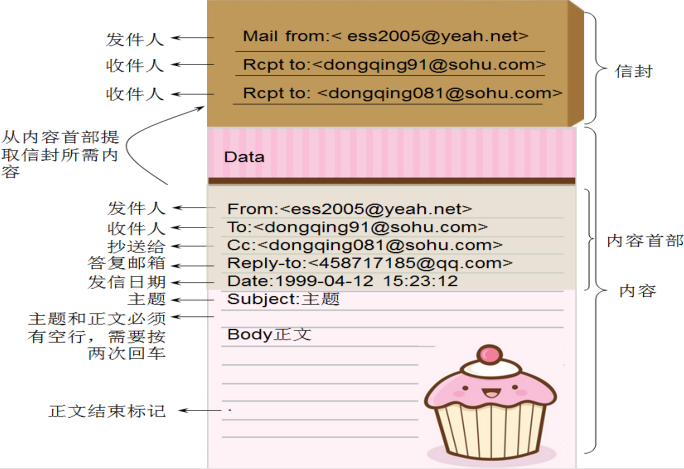 发件人
Mail from:< ess2005@yeah.net>
收件人
Rcpt to:<dongqing91@sohu.com>
信封
收件人
Rcpt to: <dongqing081@sohu.com>
从内容首部提
取信封所需内
容
Data
发件人
From:<ess2005@yeah.net>
收件人
To:<dongqing91@sohu.com>
抄送给
Cc:<dongqing081@sohu.com>
内容首部
答复邮箱
Reply-to:<458717185@qq.com>
发信日期
Date:1999-04-12 15:23:12
内容
主题
Subject:主题
主题和正文必须
有空行，需要按
两次回车
Body正文
正文结束标记
.